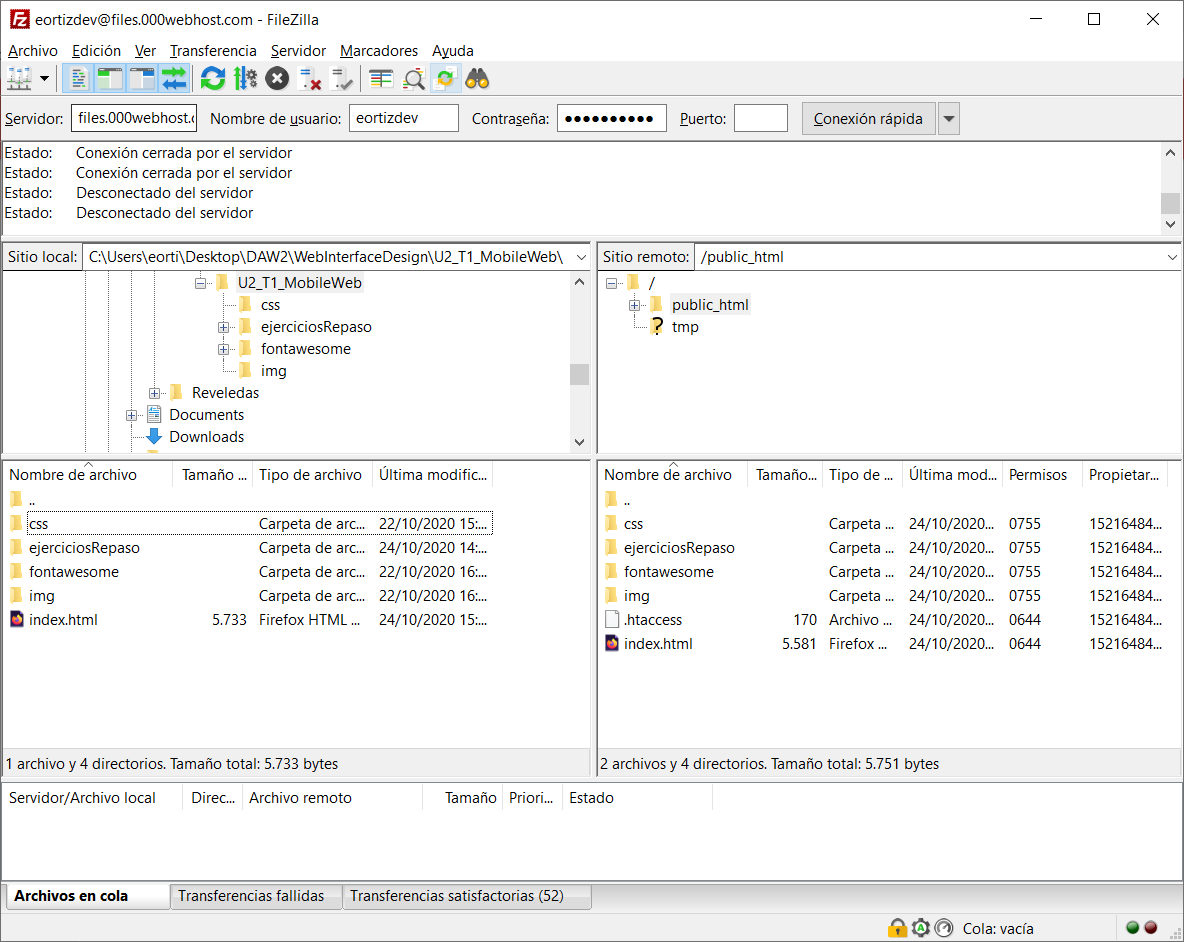 eortizdev@files.000webhost.com - FileZilla
Archivo Edición Ver Transferencia Servidor Marcadores Ayuda
Servidor: files.000webhost.c Nombre de usuario: eortizdev Contraseña: ●●●●●●●●●● Puerto: Conexión rápida
Estado: Conexión cerrada por el servidor
Estado: Conexión cerrada por el servidor
Estado: Desconectado del servidor
Estado: Desconectado del servidor
Sitio local: C:\Users\eorti\Desktop\DAW2\WebInterfaceDesign\U2_T1_MobileWeb\
U2_T1_MobileWeb
css
ejerciciosRepaso
fontawesome
img
Reveledas
Documents
Downloads
Sitio remoto: /public_html
/
public_html
? tmp
Nombre de archivo Tamaño ... Tipo de archivo Última modific...
..
css Carpeta de arc... 22/10/2020 15:...
ejerciciosRepaso Carpeta de arc... 24/10/2020 14:...
fontawesome Carpeta de arc... 22/10/2020 16:...
img Carpeta de arc... 22/10/2020 16:...
index.html 5.733 Firefox HTML ... 24/10/2020 15:...
1 archivo y 4 directorios. Tamaño total: 5.733 bytes
Nombre de archivo Tamaño... Tipo de ... Última mod... Permisos Propietar...
..
css Carpeta ... 24/10/2020... 0755 15216484...
ejerciciosRepaso Carpeta ... 24/10/2020... 0755 15216484...
fontawesome Carpeta ... 24/10/2020... 0755 15216484...
img Carpeta ... 24/10/2020... 0755 15216484...
.htaccess 170 Archivo ... 24/10/2020... 0644 15216484...
index.html 5.581 Firefox ... 24/10/2020... 0644 15216484...
2 archivos y 4 directorios. Tamaño total: 5.751 bytes
Servidor/Archivo local Direc... Archivo remoto Tamaño Priori... Estado
Archivos en cola Transferencias fallidas Transferencias satisfactorias (52)
Cola: vacía